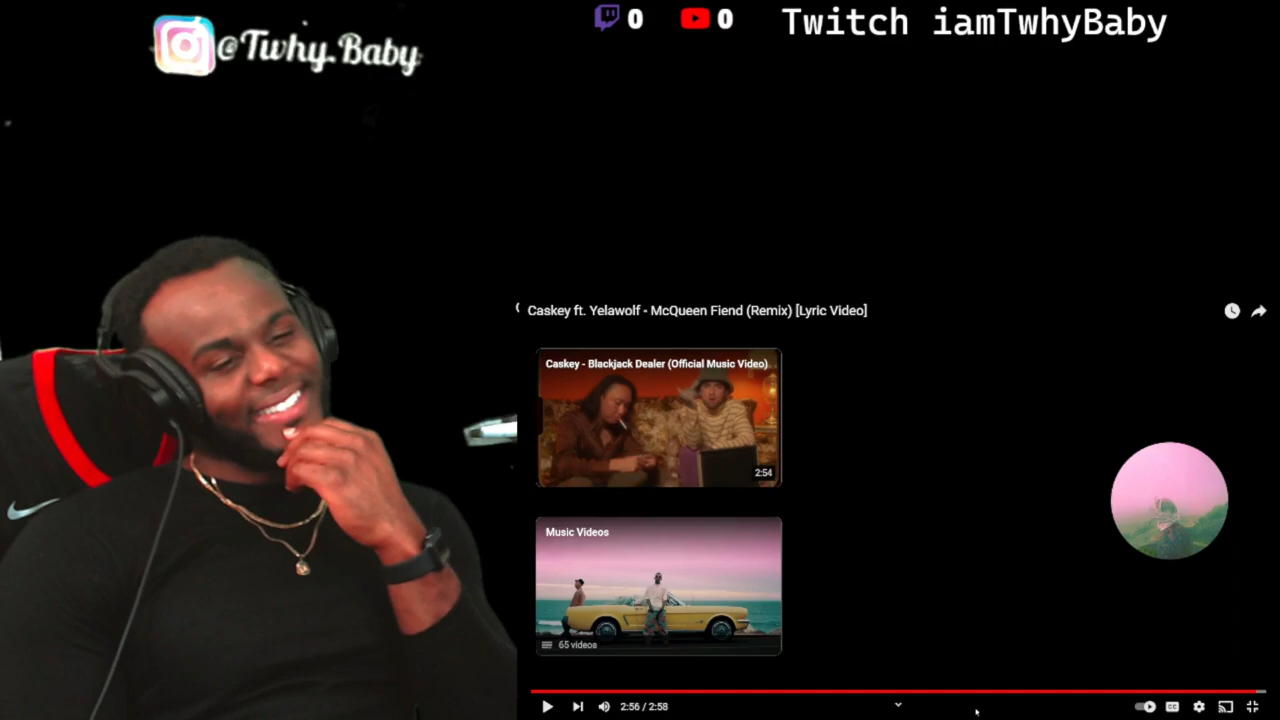 @Twhy.Baby
0
0
Twitch iamTwhyBaby
Caskey ft. Yelawolf - McQueen Fiend (Remix) [Lyric Video]
Caskey - Blackjack Dealer (Official Music Video)
2:54
Music Videos
65 videos
2:56 / 2:58
CC